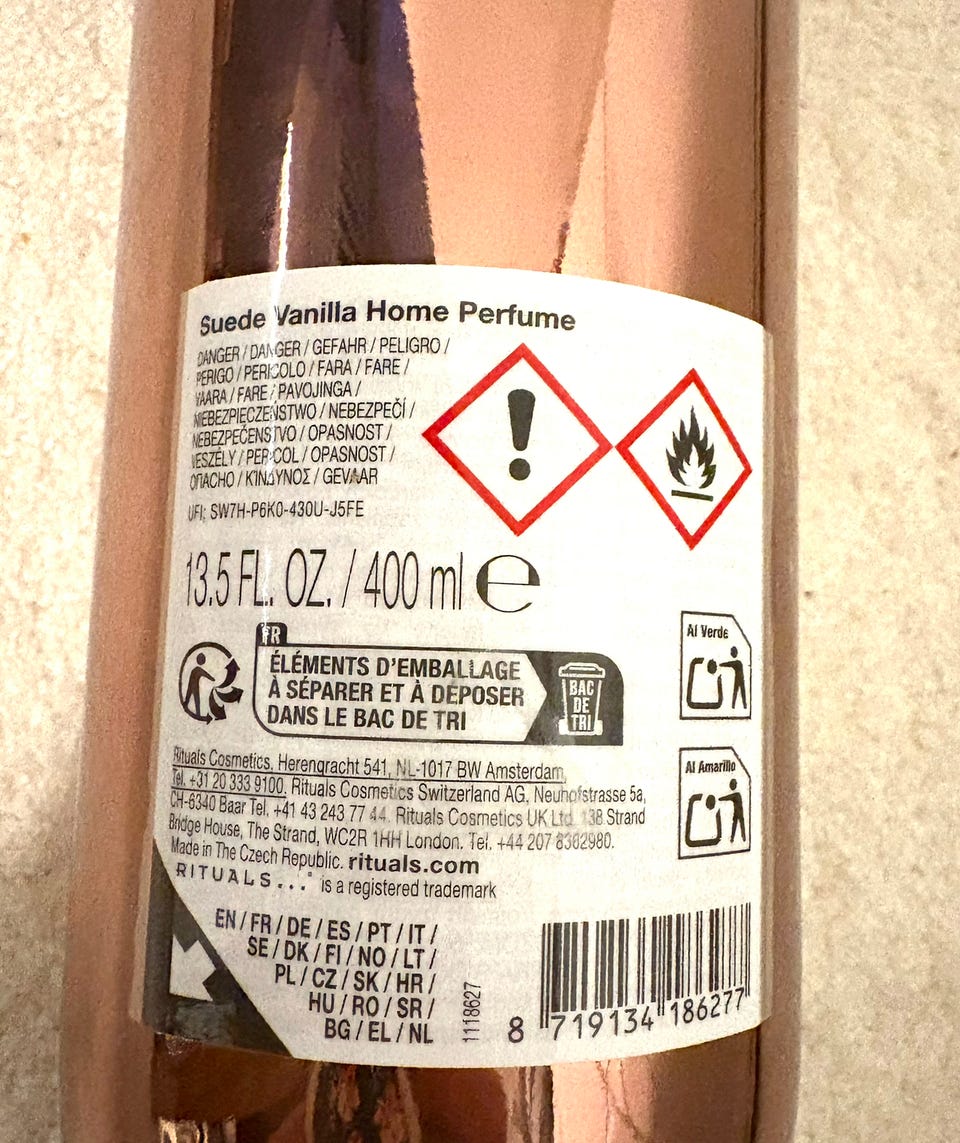 Suede Vanilla Home Perfume
DANGER / DANGER / GEFAHR / PELIGRO /
PERIGO / PERICOLO / FARA / FARE /
VAARA / FARE / PAVOJINGA /
NIEBEZPIECZEŃSTWO / NEBEZPEČÍ /
NEBEZPEČENSTVO / OPASNOST /
VESZÉLY / PERICOL / OPASNOST /
ОПАСНО / ΚΊΝΔΥΝΟΣ / GEVAAR
UFI: SW7H-P6K0-430U-J5FE
13.5 FL. OZ. / 400 ml ℮
FR
ÉLÉMENTS D'EMBALLAGE
À SÉPARER ET À DÉPOSER
DANS LE BAC DE TRI
BAC
DE
TRI
Al Verde
Al Amarillo
Rituals Cosmetics, Herengracht 541, NL-1017 BW Amsterdam,
Tel. +31 20 333 9100. Rituals Cosmetics Switzerland AG, Neuhofstrasse 5a,
CH-6340 Baar Tel. +41 43 243 77 44. Rituals Cosmetics UK Ltd. 138 Strand
Bridge House, The Strand, WC2R 1HH London. Tel. +44 207 8362980.
Made in The Czech Republic. rituals.com
RITUALS...® is a registered trademark
EN / FR / DE / ES / PT / IT /
SE / DK / FI / NO / LT /
PL / CZ / SK / HR /
HU / RO / SR /
BG / EL / NL
1118627
8 719134 186277